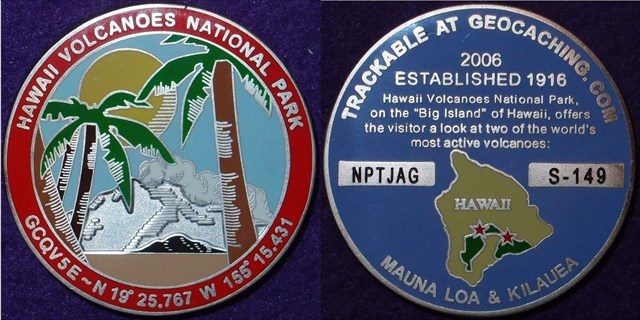 HAWAII VOLCANOES NATIONAL PARK
GCQV5E ~ N 19° 25.767 W 155° 15.431
TRACKABLE AT GEOCACHING.COM
2006
ESTABLISHED 1916
Hawaii Volcanoes National Park,
on the "Big Island" of Hawaii, offers
the visitor a look at two of the world's
most active volcanoes:
NPTJAG S-149
HAWAII
MAUNA LOA & KILAUEA